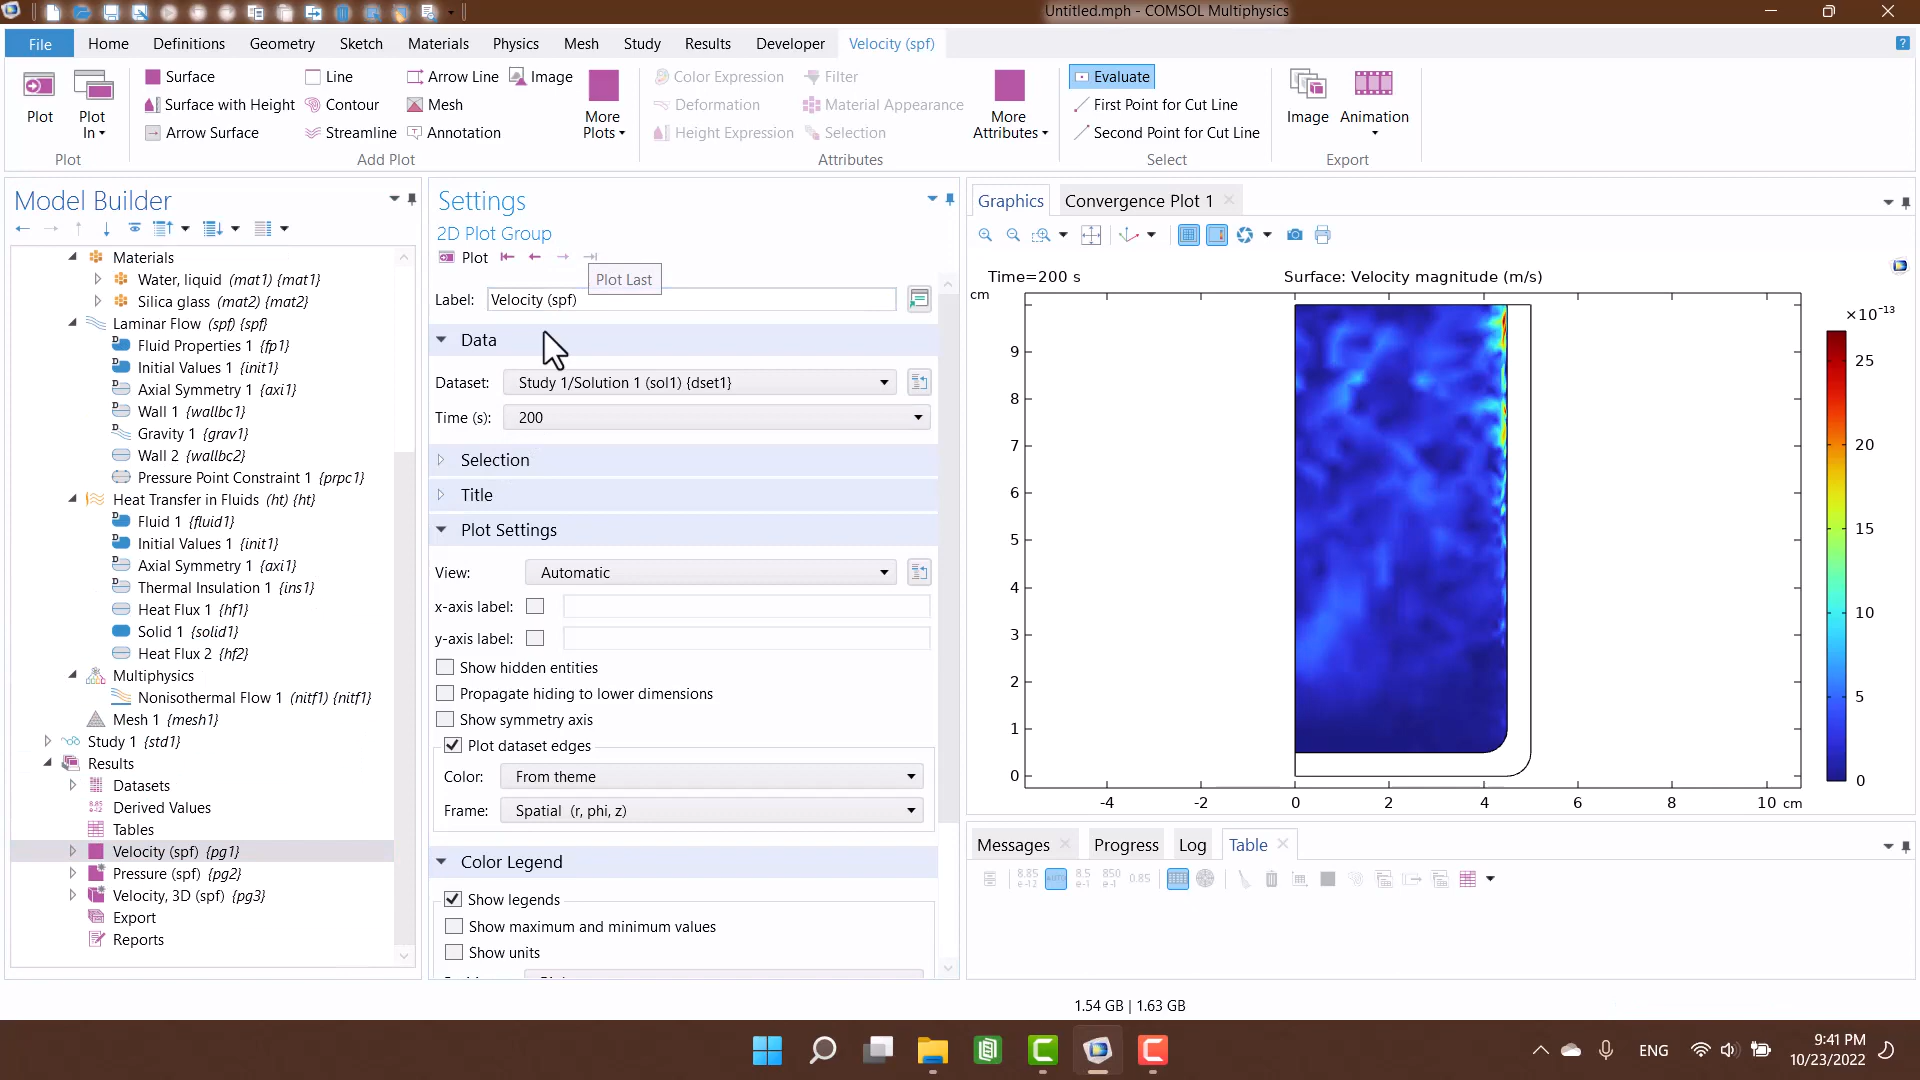 Untitled.mph - COMSOL Multiphysics
File
Home
Definitions
Geometry
Sketch
Materials
Physics
Mesh
Study
Results
Developer
Velocity (spf)
Plot
Plot In
Plot
Surface
Surface with Height
Arrow Surface
Line
Contour
Streamline
Arrow Line
Mesh
Annotation
Image
More Plots
Add Plot
Color Expression
Deformation
Height Expression
Filter
Material Appearance
Selection
More Attributes
Attributes
Evaluate
First Point for Cut Line
Second Point for Cut Line
Select
Image
Animation
Export
Model Builder
Materials
Water, liquid (mat1) {mat1}
Silica glass (mat2) {mat2}
Laminar Flow (spf) {spf}
Fluid Properties 1 {fp1}
Initial Values 1 {init1}
Axial Symmetry 1 {axi1}
Wall 1 {wallbc1}
Gravity 1 {grav1}
Wall 2 {wallbc2}
Pressure Point Constraint 1 {prpc1}
Heat Transfer in Fluids (ht) {ht}
Fluid 1 {fluid1}
Initial Values 1 {init1}
Axial Symmetry 1 {axi1}
Thermal Insulation 1 {ins1}
Heat Flux 1 {hf1}
Solid 1 {solid1}
Heat Flux 2 {hf2}
Multiphysics
Nonisothermal Flow 1 (nitf1) {nitf1}
Mesh 1 {mesh1}
Study 1 {std1}
Results
Datasets
8.85
e-12
Derived Values
Tables
Velocity (spf) {pg1}
Pressure (spf) {pg2}
Velocity, 3D (spf) {pg3}
Export
Reports
Settings
2D Plot Group
Plot
Plot Last
Label: Velocity (spf)
Data
Dataset: Study 1/Solution 1 (sol1) {dset1}
Time (s): 200
Selection
Title
Plot Settings
View: Automatic
x-axis label:
y-axis label:
Show hidden entities
Propagate hiding to lower dimensions
Show symmetry axis
Plot dataset edges
Color: From theme
Frame: Spatial (r, phi, z)
Color Legend
Show legends
Show maximum and minimum values
Show units
Graphics
Convergence Plot 1
Time=200 s
Surface: Velocity magnitude (m/s)
cm
9
8
7
6
5
4
3
2
1
0
-4 -2 0 2 4 6 8 10 cm
×10⁻¹³
25
20
15
10
5
0
Messages
Progress
Log
Table
8.85
e-12
AUTO
8.5
e-1
850
e-1
0.85
1.54 GB | 1.63 GB
ENG
9:41 PM
10/23/2022